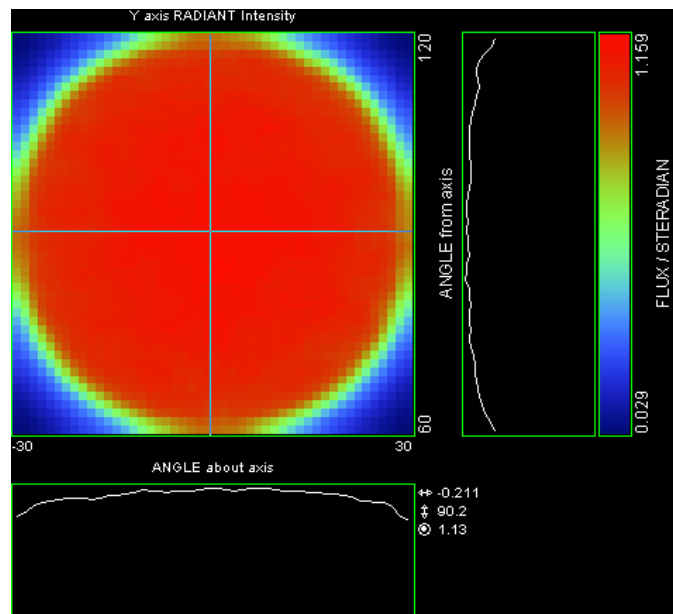 Y axis RADIANT Intensity
120
60
ANGLE from axis
1.159
0.029
FLUX / STERADIAN
-30
30
ANGLE about axis
-0.211
90.2
1.13